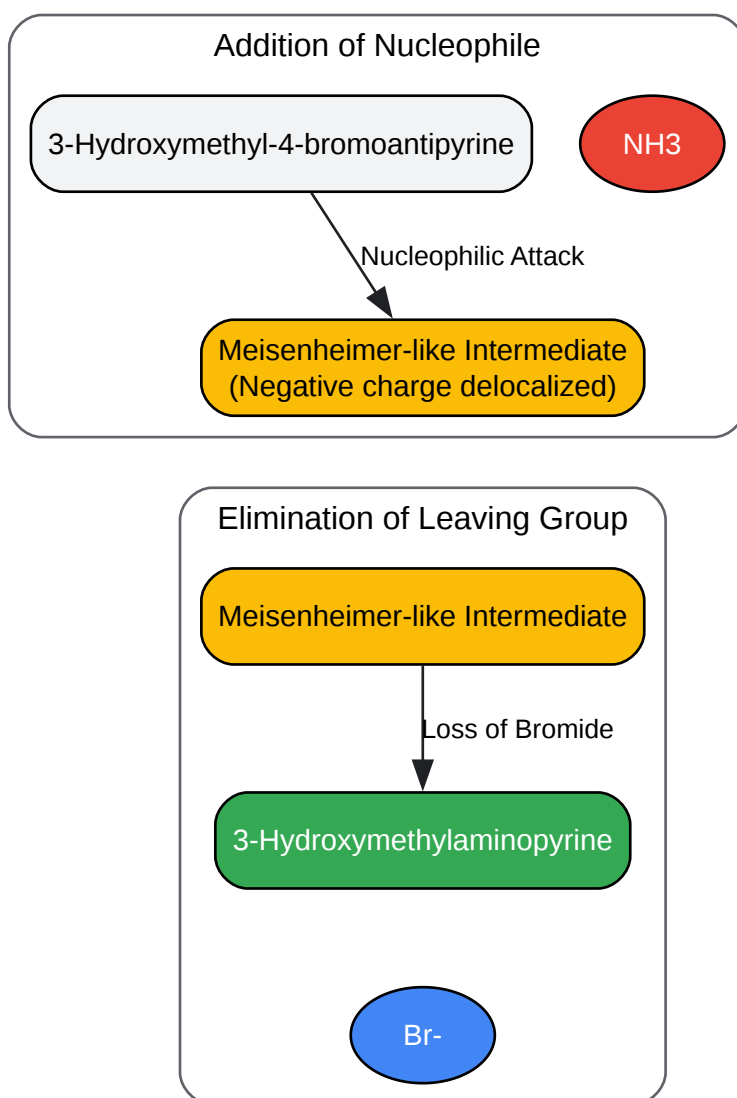 Addition of Nucleophile
3-Hydroxymethyl-4-bromoantipyrine
NH3
Nucleophilic Attack
Meisenheimer-like Intermediate
(Negative charge delocalized)
Elimination of Leaving Group
Meisenheimer-like Intermediate
Loss of Bromide
3-Hydroxymethylaminopyrine
Br-